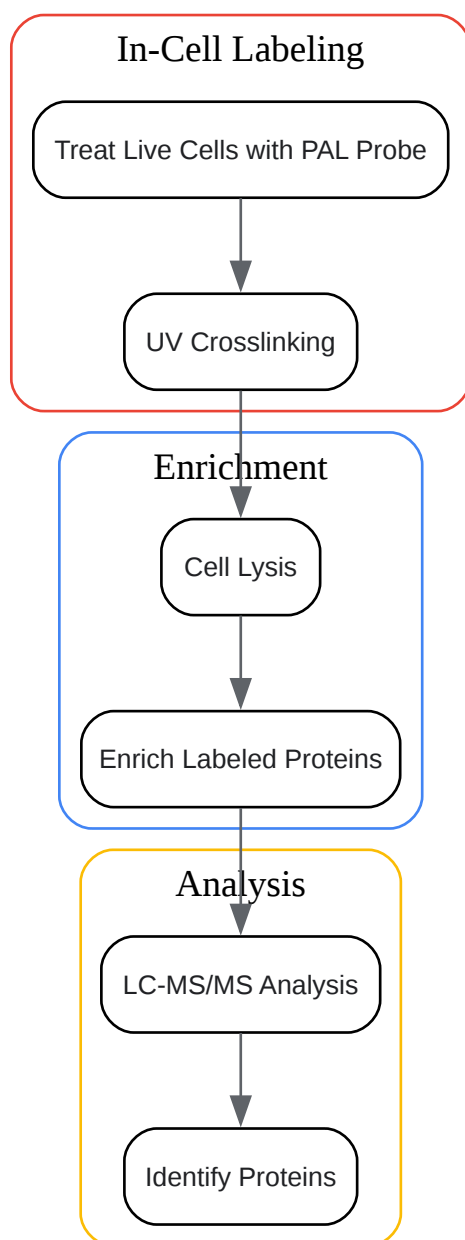 In-Cell Labeling
Treat Live Cells with PAL Probe
UV Crosslinking
Enrichment
Cell Lysis
Enrich Labeled Proteins
Analysis
LC-MS/MS Analysis
Identify Proteins